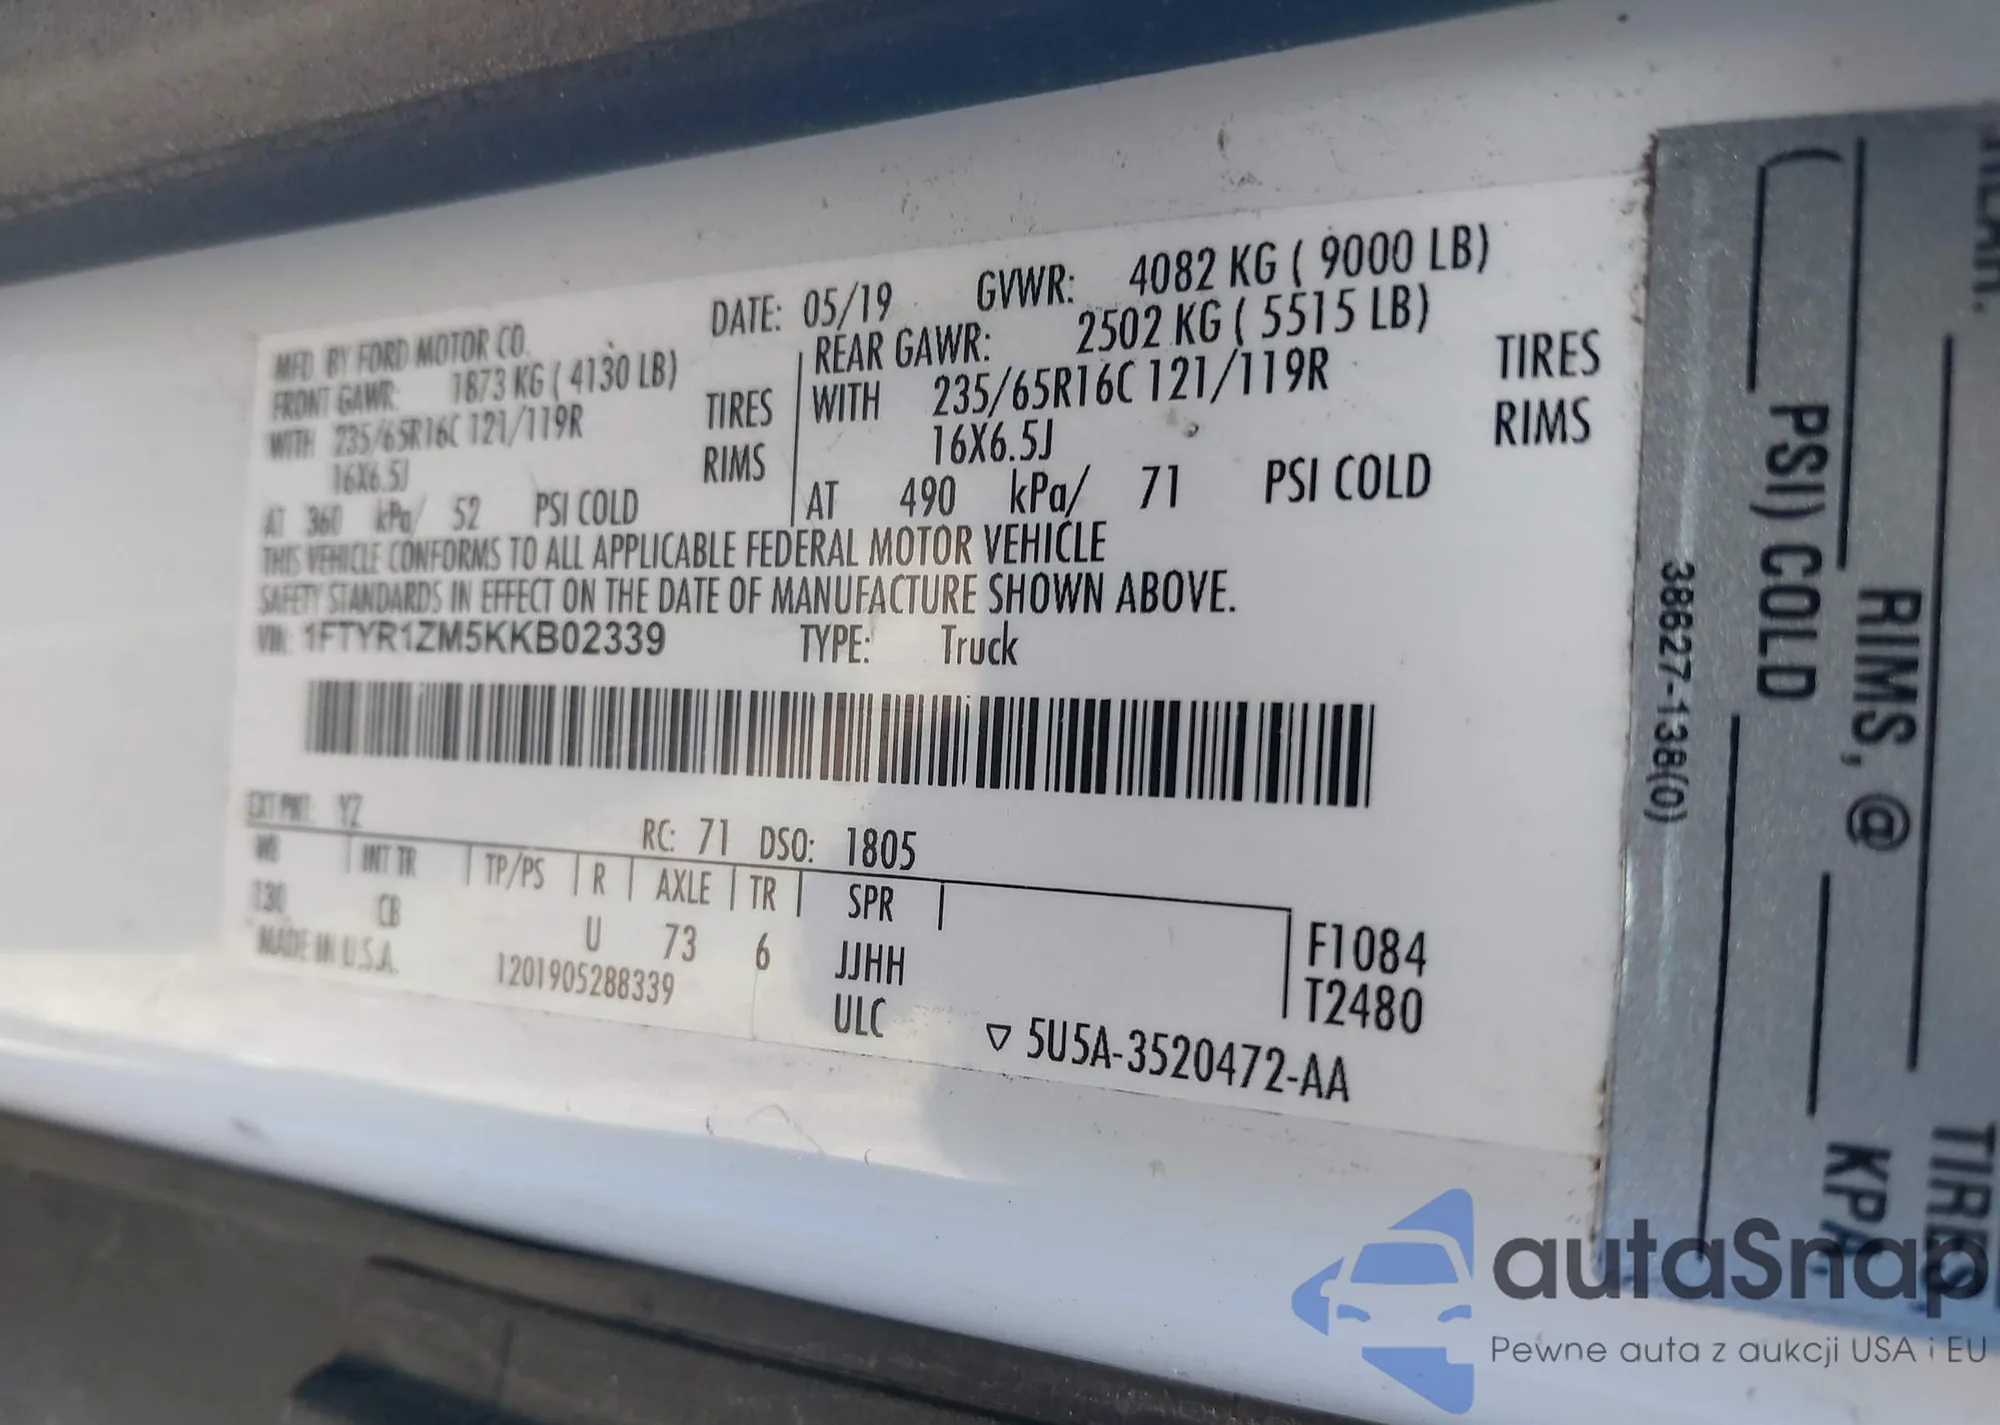 MFD. BY FORD MOTOR CO.
DATE: 05/19 GVWR: 4082 KG ( 9000 LB)
FRONT GAWR: 1873 KG ( 4130 LB)
WITH 235/65R16C 121/119R TIRES
16X6.5J RIMS
AT 360 kPa/ 52 PSI COLD
REAR GAWR: 2502 KG ( 5515 LB)
WITH 235/65R16C 121/119R TIRES
16X6.5J RIMS
AT 490 kPa/ 71 PSI COLD
THIS VEHICLE CONFORMS TO ALL APPLICABLE FEDERAL MOTOR VEHICLE
SAFETY STANDARDS IN EFFECT ON THE DATE OF MANUFACTURE SHOWN ABOVE.
VIN: 1FTYR1ZM5KKB02339 TYPE: Truck
EXT PNT: YZ RC: 71 DSO: 1805
WB INT TR TP/PS R AXLE TR SPR
130 CB U 73 6 JJHH
F1084
T2480
MADE IN U.S.A. 1201905288339 ULC
▽ 5U5A-3520472-AA
38627-138(0)
( PSI) COLD
RIMS, @ KPA
TIRES,
autoSnap
Pewne auta z aukcji USA i EU